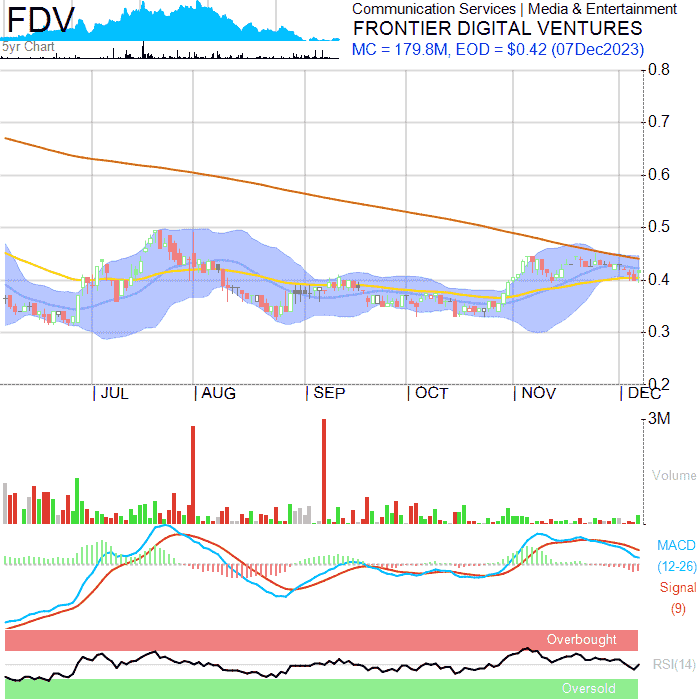 FDV
5yr Chart
Communication Services | Media & Entertainment
FRONTIER DIGITAL VENTURES
MC = 179.8M, EOD = $0.42 (07Dec2023)
0.8
0.7
0.6
0.5
0.4
0.3
0.2
JUL AUG SEP OCT NOV DEC
3M
Volume
MACD
(12-26)
Signal
(9)
Overbought
RSI(14)
Oversold